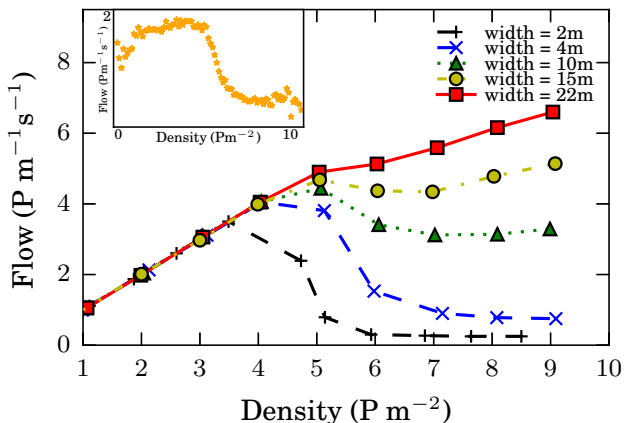 width = 2m
width = 4m
width = 10m
width = 15m
width = 22m
2
Flow (Pm⁻¹s⁻¹)
0
10
Density(Pm⁻²)
8
6
4
2
0
Flow (P m⁻¹s⁻¹)
1 2 3 4 5 6 7 8 9 10
Density (P m⁻²)